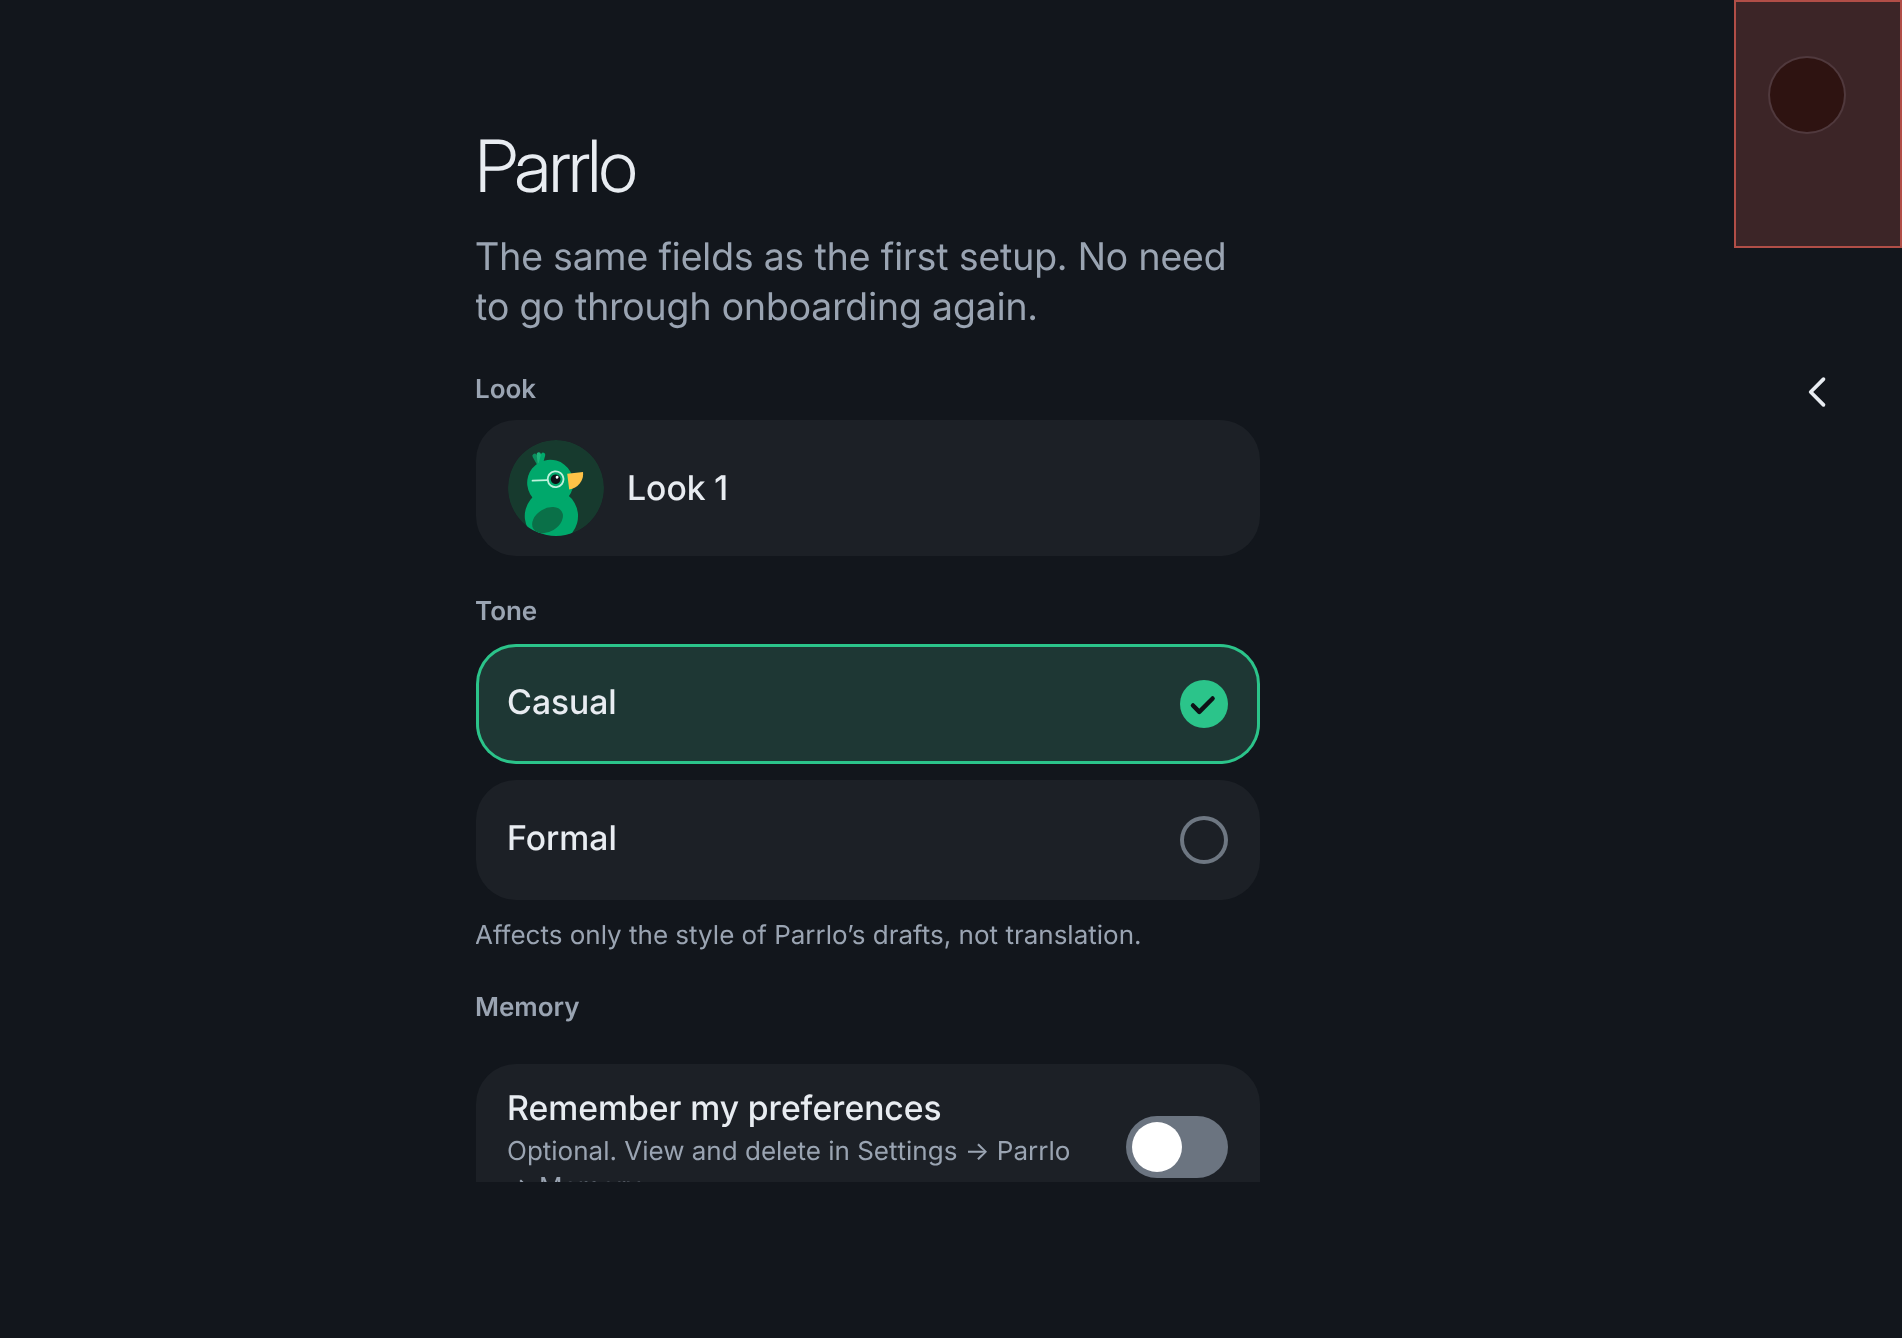 Parrlo
The same fields as the first setup. No need
to go through onboarding again.
Look
Look 1
Tone
Casual
Formal
Affects only the style of Parrlo’s drafts, not translation.
Memory
Remember my preferences
Optional. View and delete in Settings → Parrlo